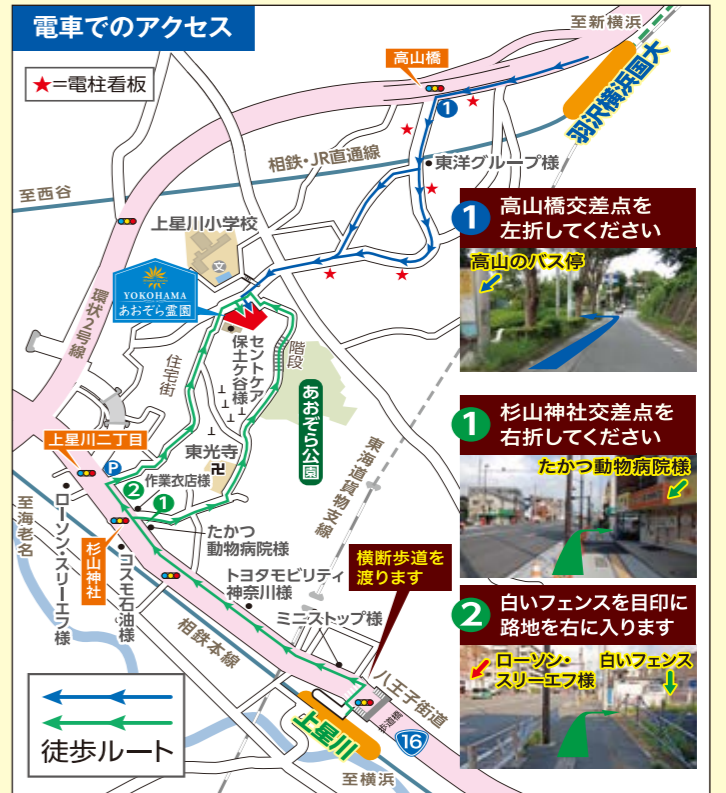 電車でのアクセス
★=電柱看板
至新横浜
高山橋
1
羽沢横浜国大
相鉄・JR直通線
東洋グループ様
至西谷
上星川小学校
文
YOKOHAMA
あおぞら霊園
環状2号線
住宅街
セントケア
保土ケ谷様
階段
あおぞら公園
東海道貨物支線
上星川二丁目
P
東光寺
作業衣店様
2
1
至海老名
ローソン・スリーエフ様
杉山神社
ヨスモ石油様
たかつ
動物病院様
トヨタモビリティ
神奈川様
ミニストップ様
横断歩道を
渡ります
相鉄本線
八王子街道
歩道橋
上星川
16
至横浜
徒歩ルート
1 高山橋交差点を
左折してください
高山のバス停
1 杉山神社交差点を
右折してください
たかつ動物病院様
2 白いフェンスを目印に
路地を右に入ります
ローソン・
スリーエフ様
白いフェンス